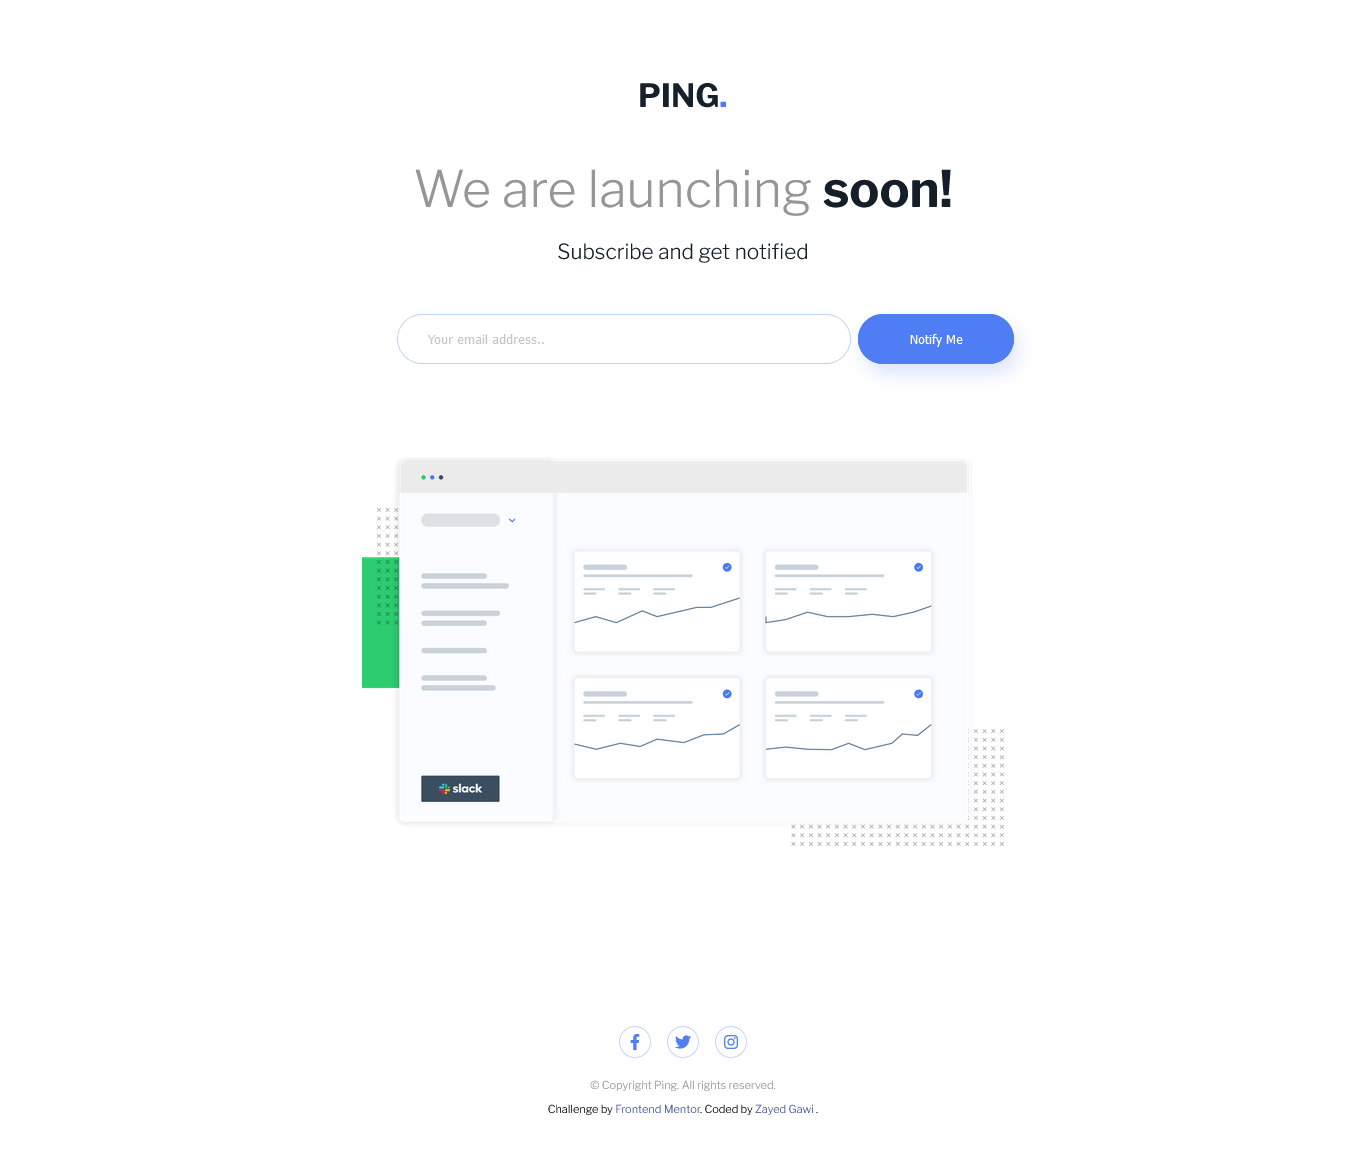 PING.
We are launching soon!
Subscribe and get notified
Your email address..
Notify Me
slack
© Copyright Ping. All rights reserved.
Challenge by Frontend Mentor. Coded by Zayed Gawi .